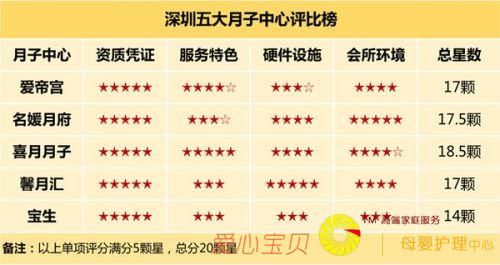 深圳五大月子中心评比榜
月子中心 资质凭证 服务特色 硬件设施 会所环境 总星数
爱帝宫 ★★★★★ ★★★★☆ ★★★☆ ★★★★ 17颗
名媛月府 ★★★★★ ★★★☆ ★★★★ ★★★★★ 17.5颗
喜月月子 ★★★★★ ★★★★★ ★★★★ ★★★★☆ 18.5颗
馨月汇 ★★★★★ ★★★ ★★★★★ ★★★★ 17颗
宝生 ★★★★★ ★★★ ★★★ ★★★ 14颗
备注：以上单项评分满分5颗星，总分20颗星
爱心宝贝 TM 高端家庭服务
母婴护理中心